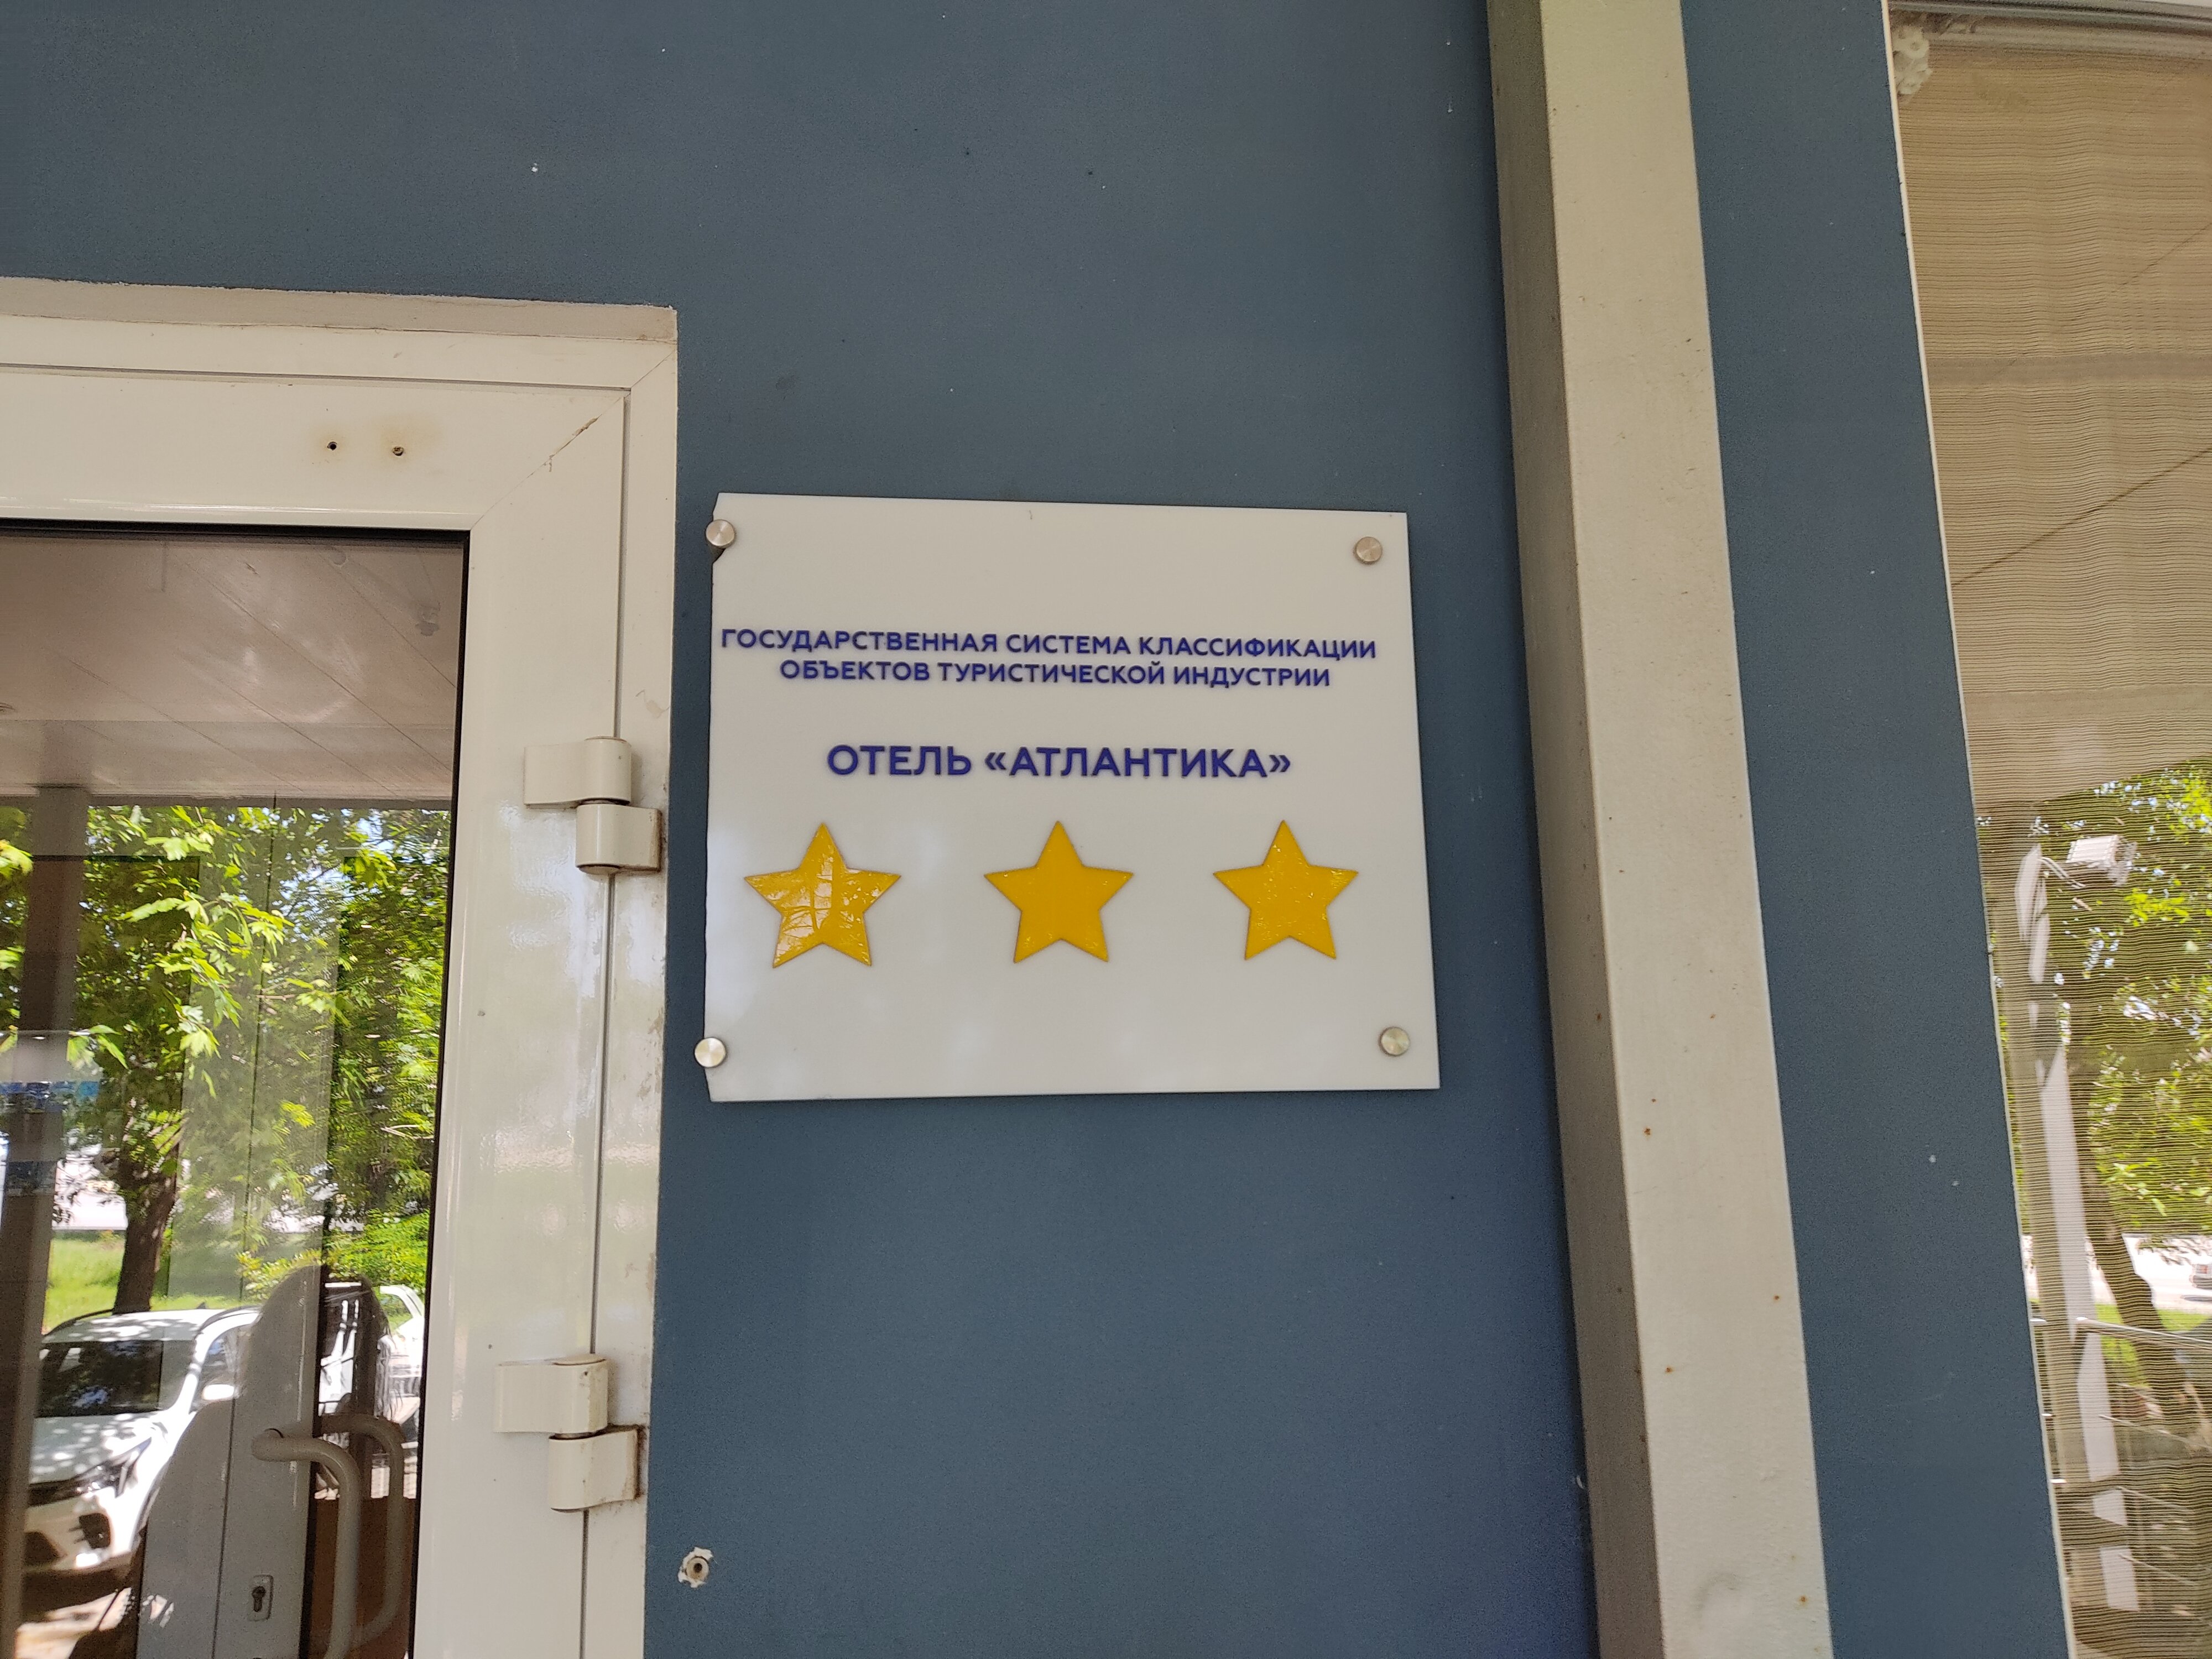 ГОСУДАРСТВЕННАЯ СИСТЕМА КЛАССИФИКАЦИИ
ОБЪЕКТОВ ТУРИСТИЧЕСКОЙ ИНДУСТРИИ
ОТЕЛЬ «АТЛАНТИКА»